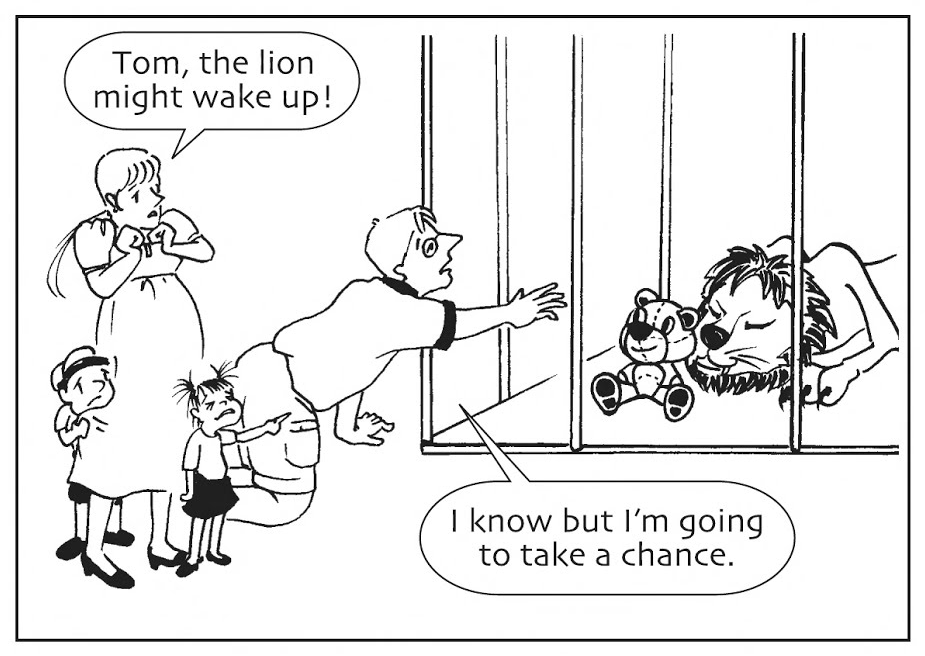 Tom, the lion
might wake up!
I know but I'm going
to take a chance.